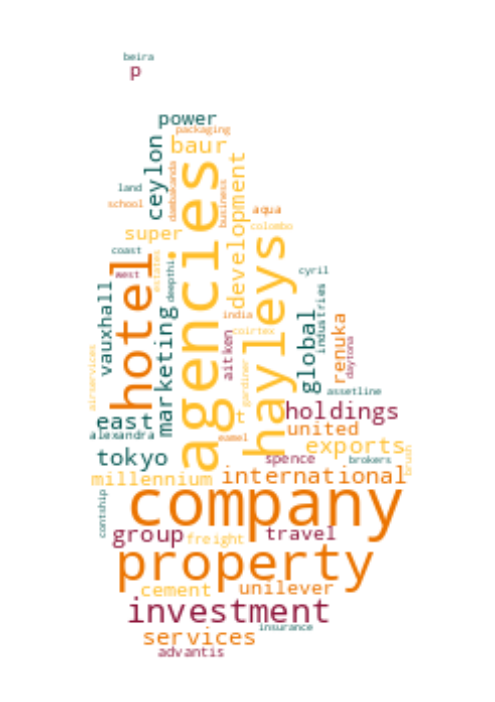 beira
p
power
packaging
baur
ceylon
dambakanda
agencies
development
land
school
business
aqua
colombo
super
coast
west
estates
deepthi
hotel
hayleys
cyril
vauxhall
industries
global
renuka
daytona
india
marketing
coirtex
aitken
airservices
gardiner
assetline
holdings
east
rt
united
alexandra
eamel
exports
tokyo
spence
brokers
brush
millennium
international
company
contship
group
freight
travel
property
cement
unilever
investment
insurance
services
advantis